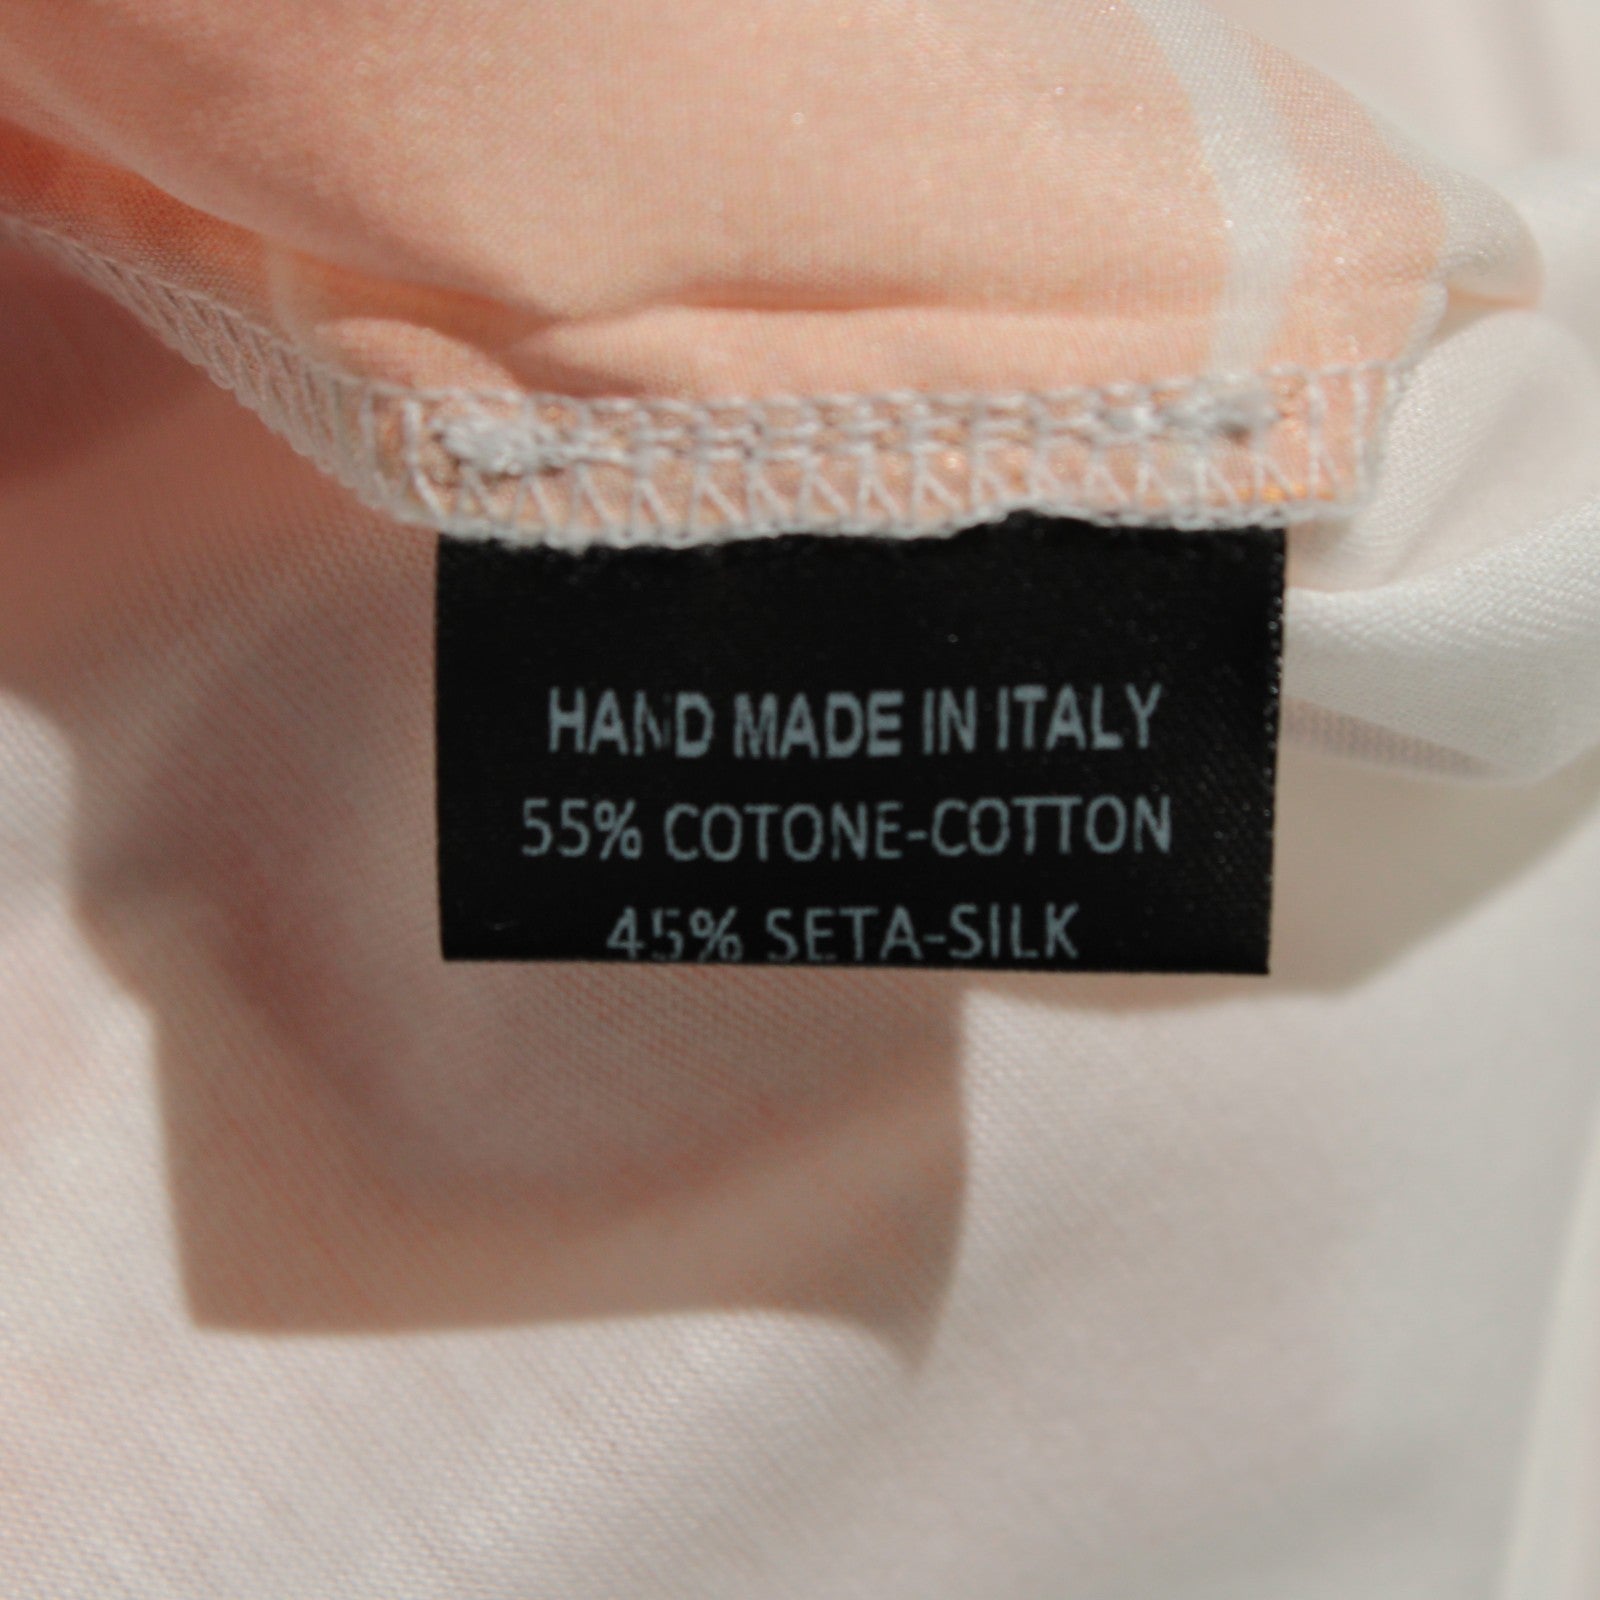 HAND MADE IN ITALY
55% COTONE-COTTON
45% SETA-SILK